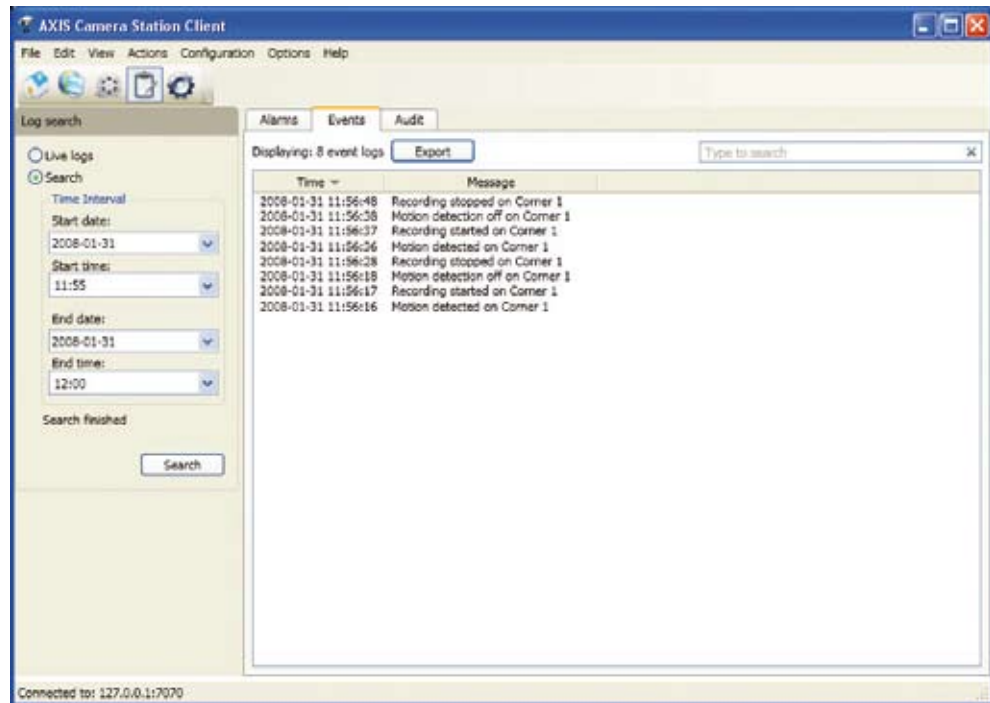 AXIS Camera Station Client
File Edit View Actions Configuration Options Help
Log search
Live logs
Search
Time Interval
Start date:
2008-01-31
Start time:
11:55
End date:
2008-01-31
End time:
12:00
Search finished
Search
Alarms Events Audit
Displaying: 8 event logs Export Type to search
Time Message
2008-01-31 11:56:48 Recording stopped on Corner 1
2008-01-31 11:56:38 Motion detection off on Corner 1
2008-01-31 11:56:37 Recording started on Corner 1
2008-01-31 11:56:36 Motion detected on Corner 1
2008-01-31 11:56:28 Recording stopped on Corner 1
2008-01-31 11:56:18 Motion detection off on Corner 1
2008-01-31 11:56:17 Recording started on Corner 1
2008-01-31 11:56:16 Motion detected on Corner 1
Connected to: 127.0.0.1:7070